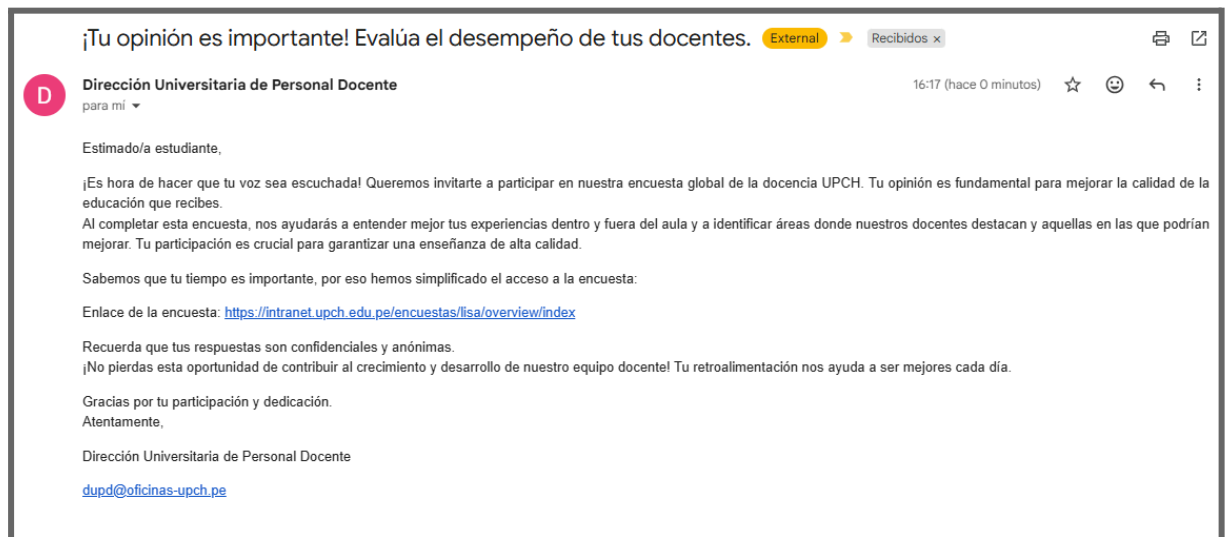 ¡Tu opinión es importante! Evalúa el desempeño de tus docentes. External Recibidos ×
D
Dirección Universitaria de Personal Docente 16:17 (hace 0 minutos)
para mí
Estimado/a estudiante,
¡Es hora de hacer que tu voz sea escuchada! Queremos invitarte a participar en nuestra encuesta global de la docencia UPCH. Tu opinión es fundamental para mejorar la calidad de la
educación que recibes.
Al completar esta encuesta, nos ayudarás a entender mejor tus experiencias dentro y fuera del aula y a identificar áreas donde nuestros docentes destacan y aquellas en las que podrían
mejorar. Tu participación es crucial para garantizar una enseñanza de alta calidad.
Sabemos que tu tiempo es importante, por eso hemos simplificado el acceso a la encuesta:
Enlace de la encuesta: https://intranet.upch.edu.pe/encuestas/lisa/overview/index
Recuerda que tus respuestas son confidenciales y anónimas.
¡No pierdas esta oportunidad de contribuir al crecimiento y desarrollo de nuestro equipo docente! Tu retroalimentación nos ayuda a ser mejores cada día.
Gracias por tu participación y dedicación.
Atentamente,
Dirección Universitaria de Personal Docente
dupd@oficinas-upch.pe